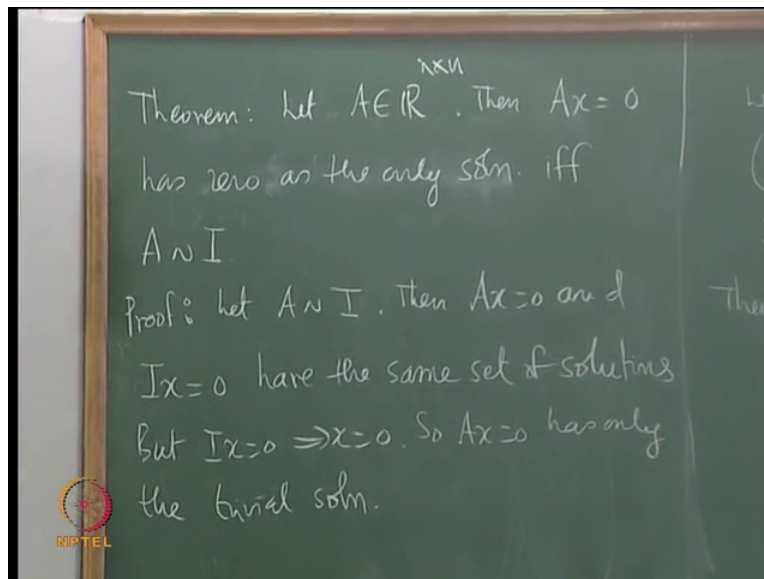 Theorem: Let A∈ℝⁿˣⁿ. Then Ax=0
has zero as the only soln. iff
A ~ I
Proof: Let A ~ I. Then Ax=0 and
Ix=0 have the same set of solutions
But Ix=0 ⇒x=0. So Ax=0 has only
the trivial soln.
The
NPTEL